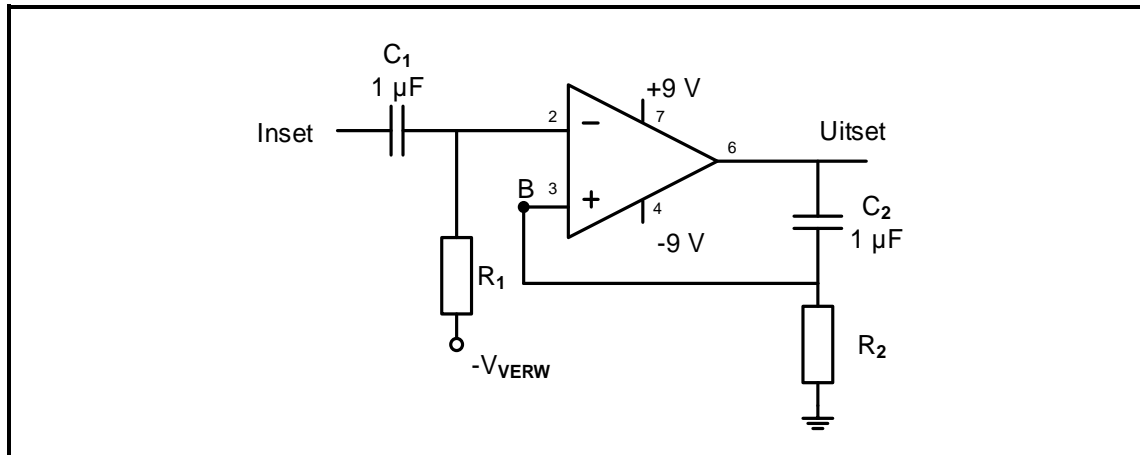 C1
1 µF
+9 V
2
7
Inset
Uitset
−
6
B
3
+
4
C2
1 µF
-9 V
R1
R2
-VVERW